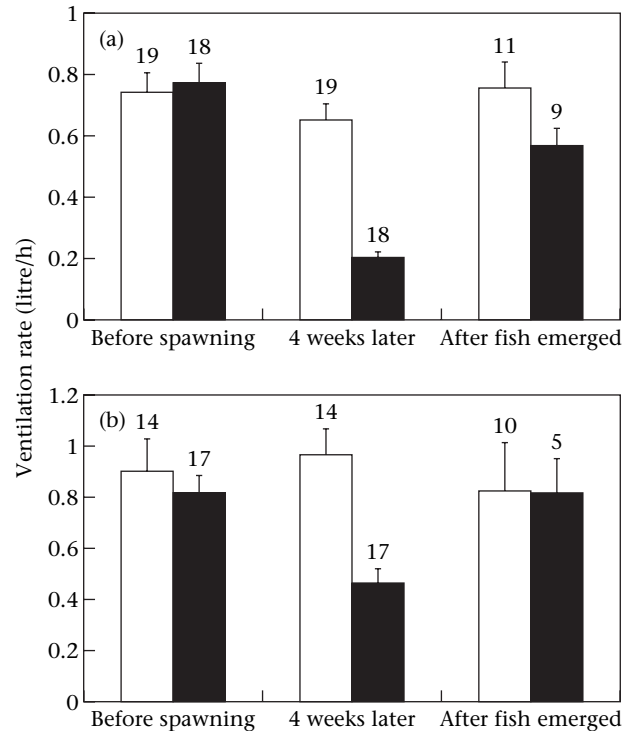 Ventilation rate (litre/h)
1
0.8
0.6
0.4
0.2
0
(a)
19
18
19
18
11
9
Before spawning
4 weeks later
After fish emerged
1.2
1
0.8
0.6
0.4
0.2
0
(b)
14
17
14
17
10
5
Before spawning
4 weeks later
After fish emerged